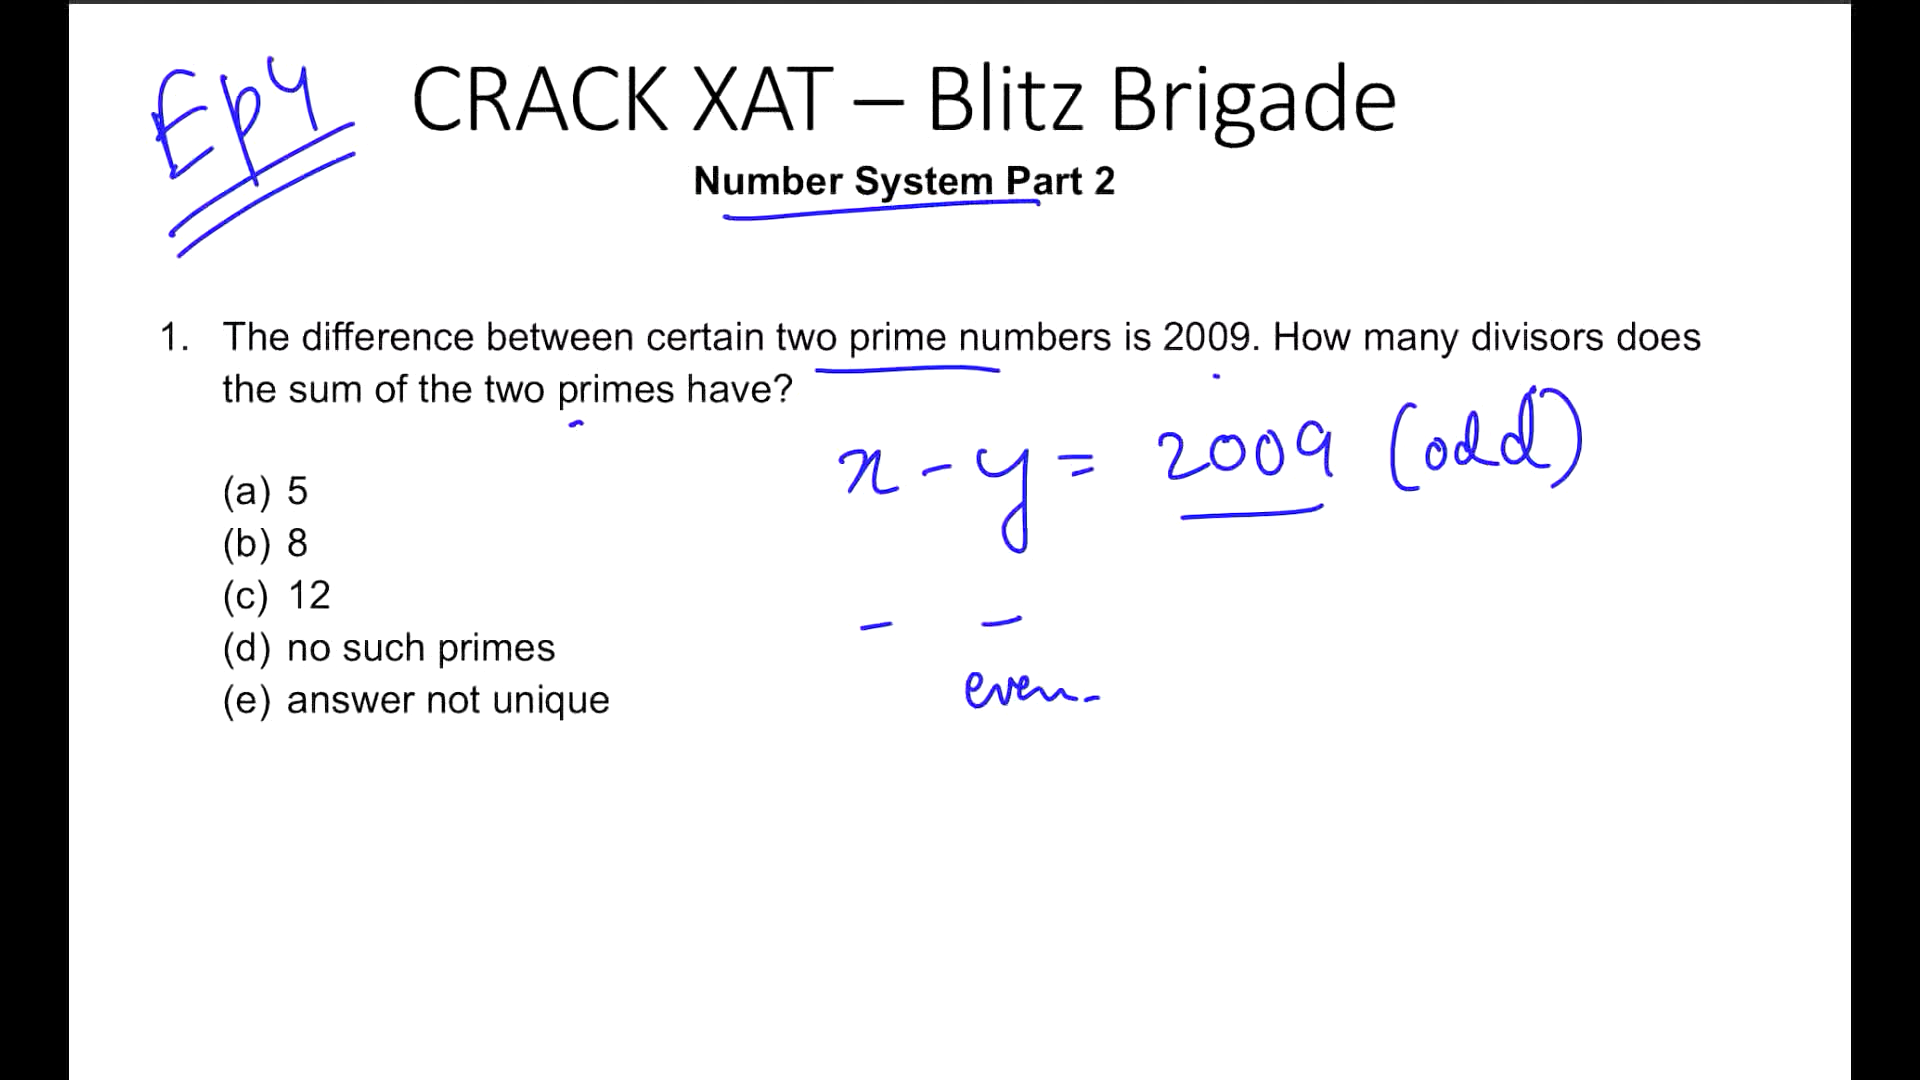 Ep4
CRACK XAT – Blitz Brigade
Number System Part 2
1. The difference between certain two prime numbers is 2009. How many divisors does
the sum of the two primes have?
x - y = 2009 (odd)
(a) 5
(b) 8
(c) 12
(d) no such primes
(e) answer not unique
even